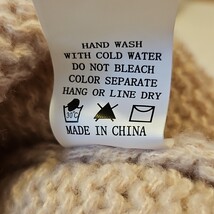 HAND WASH
WITH COLD WATER
DO NOT BLEACH
COLOR SEPARATE
HANG OR LINE DRY
30°C
MADE IN CHINA